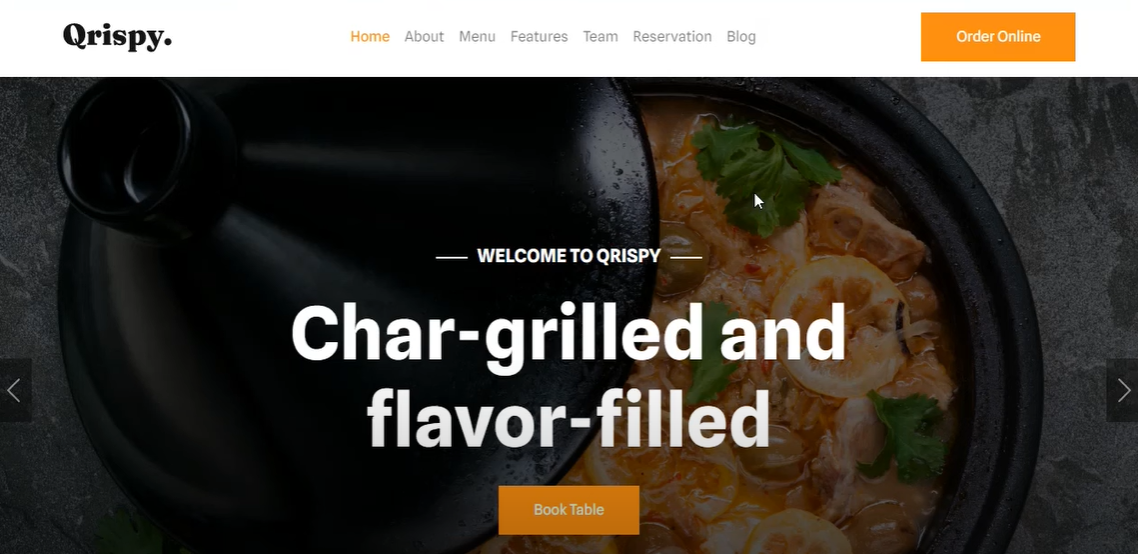 Qrispy.
Home About Menu Features Team Reservation Blog
Order Online
WELCOME TO QRISPY
Char-grilled and
flavor-filled
Book Table